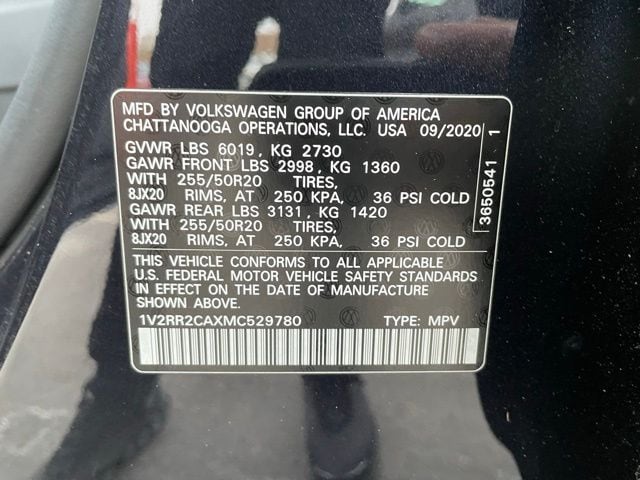 MFD BY VOLKSWAGEN GROUP OF AMERICA
CHATTANOOGA OPERATIONS, LLC. USA 09/2020
GVWR LBS 6019 , KG 2730
GAWR FRONT LBS 2998 , KG 1360
WITH 255/50R20 TIRES,
8JX20 RIMS, AT 250 KPA, 36 PSI COLD
GAWR REAR LBS 3131 , KG 1420
WITH 255/50R20 TIRES,
8JX20 RIMS, AT 250 KPA, 36 PSI COLD
THIS VEHICLE CONFORMS TO ALL APPLICABLE
U.S. FEDERAL MOTOR VEHICLE SAFETY STANDARDS
IN EFFECT ON THE DATE OF MANUFACTURE
SHOWN ABOVE.
1V2RR2CAXMC529780 TYPE: MPV
3650541 1